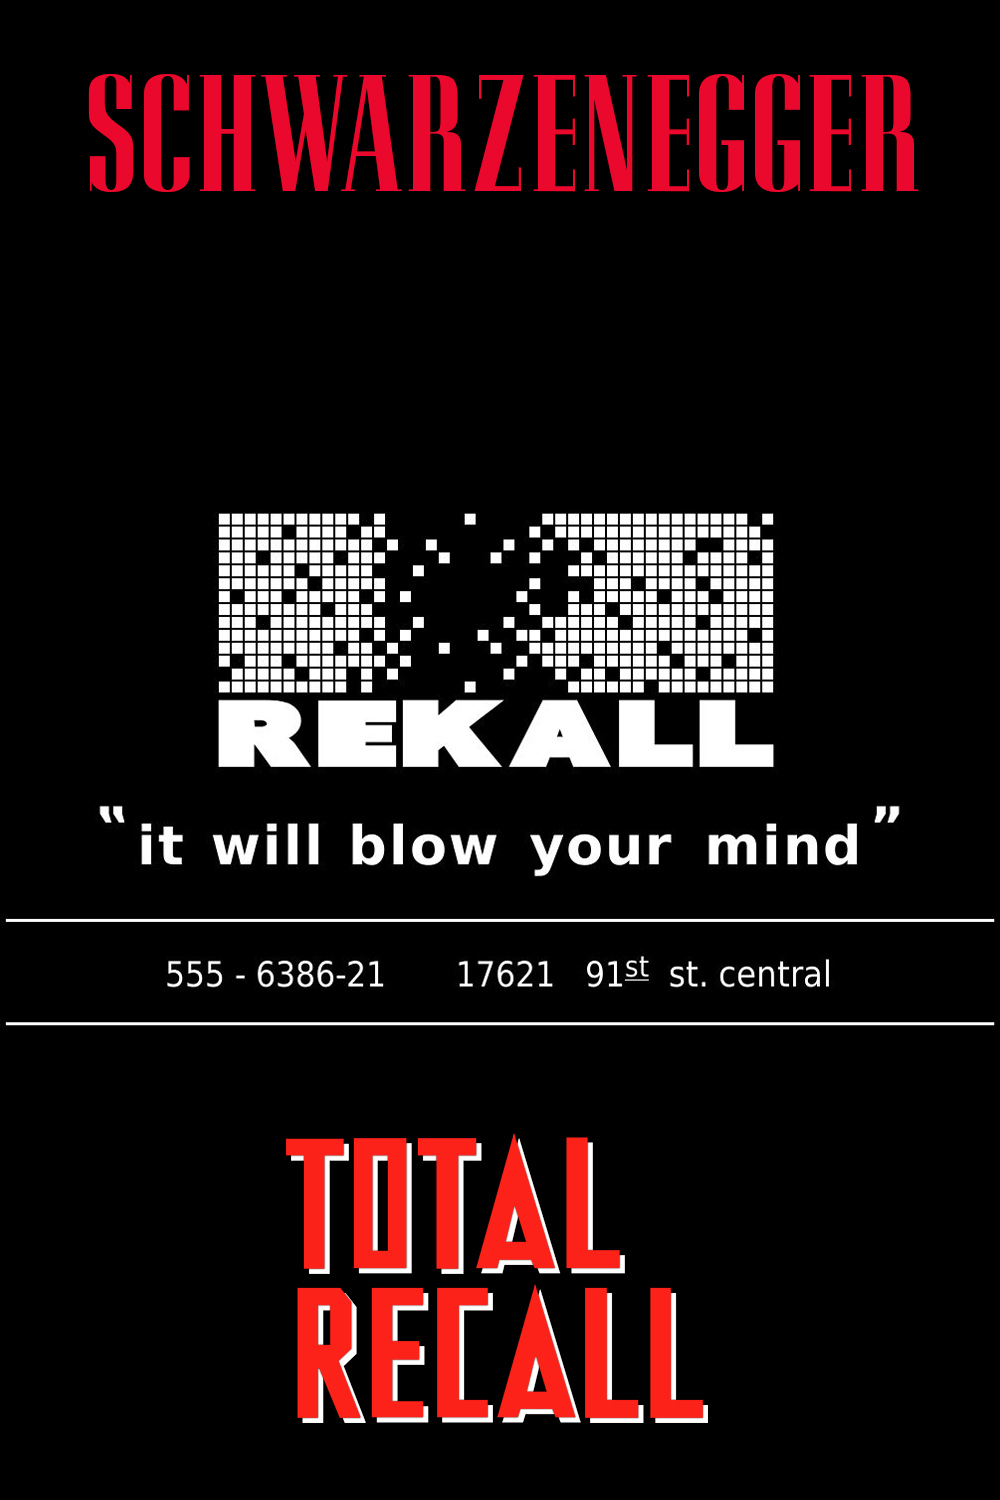 SCHWARZENEGGER
REKALL
‟it will blow your mind”
555 - 6386-21 17621 91st st. central
TOTAL
RECALL